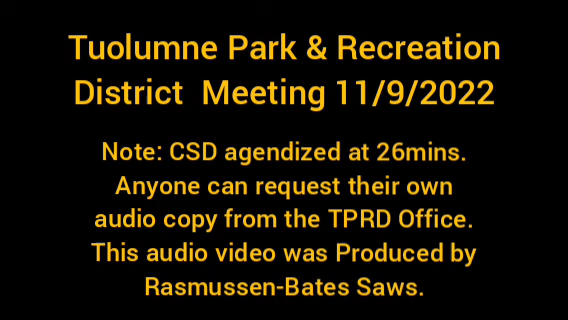 Tuolumne Park & Recreation
District  Meeting 11/9/2022
Note: CSD agendized at 26mins.
Anyone can request their own
audio copy from the TPRD Office.
This audio video was Produced by
Rasmussen-Bates Saws.